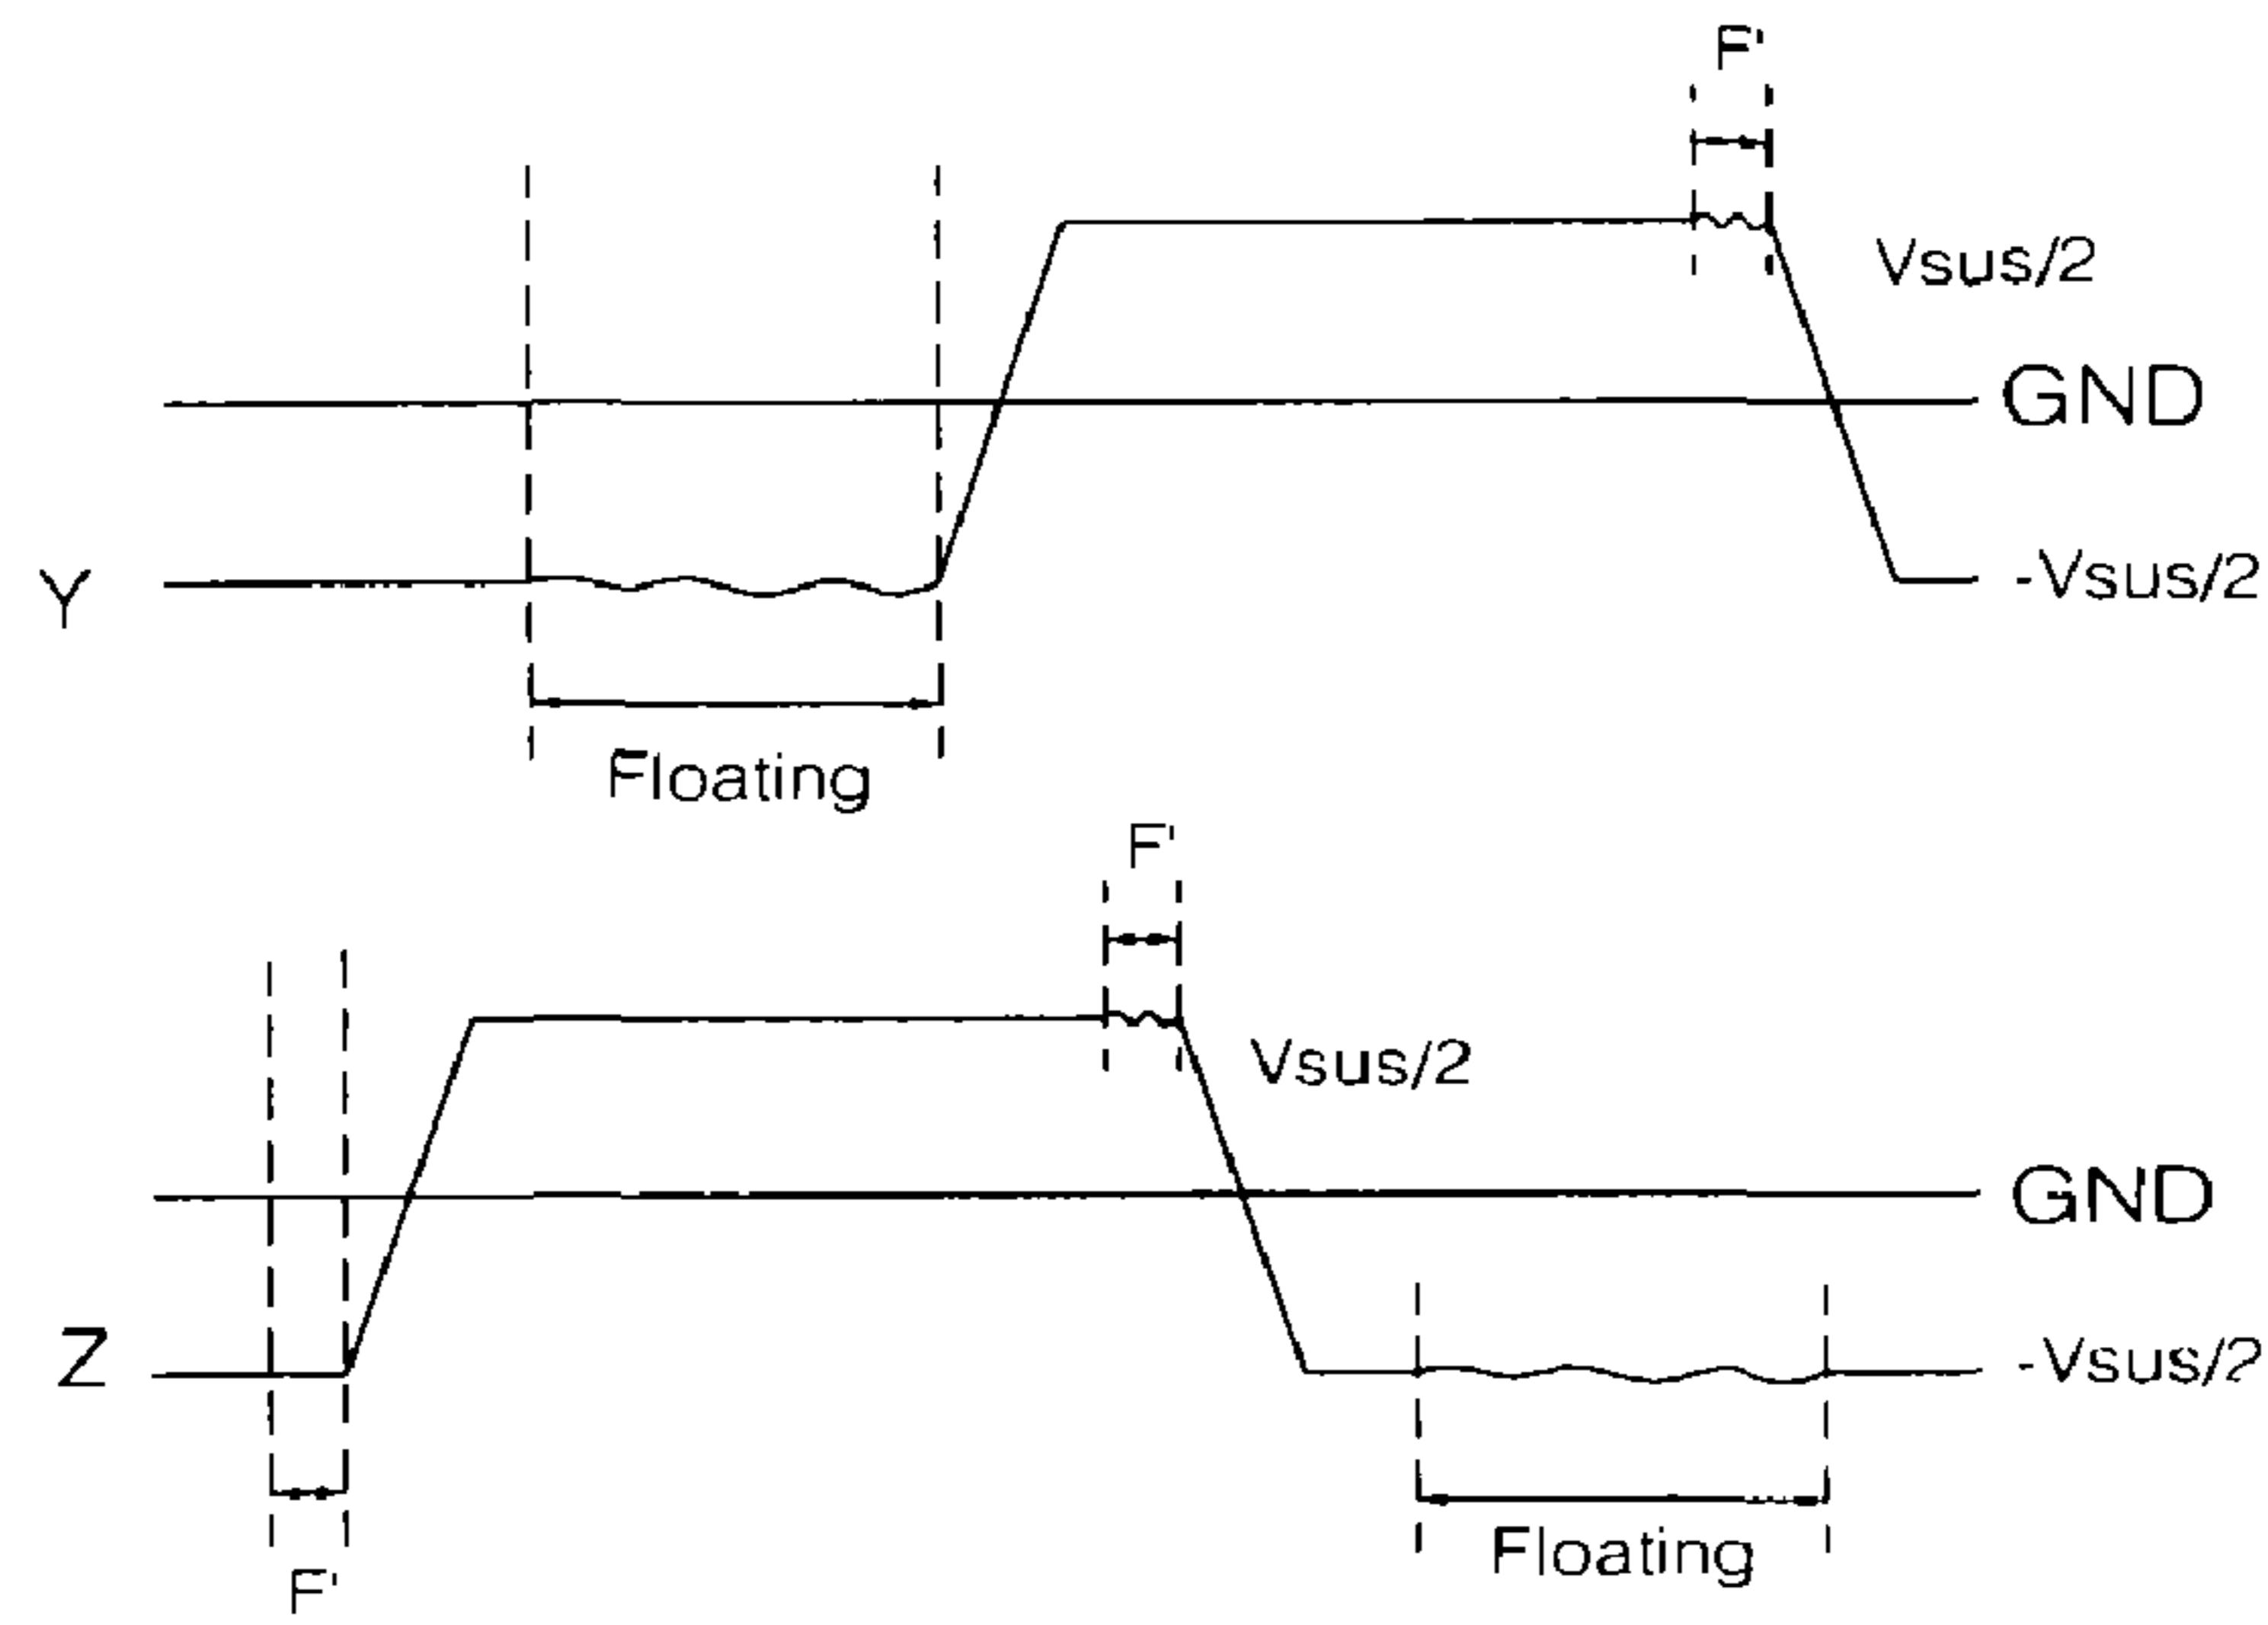 F'
Vsus/2
GND
Y
-Vsus/2
Floating
F'
Vsus/2
GND
Z
-Vsus/2
Floating
F'